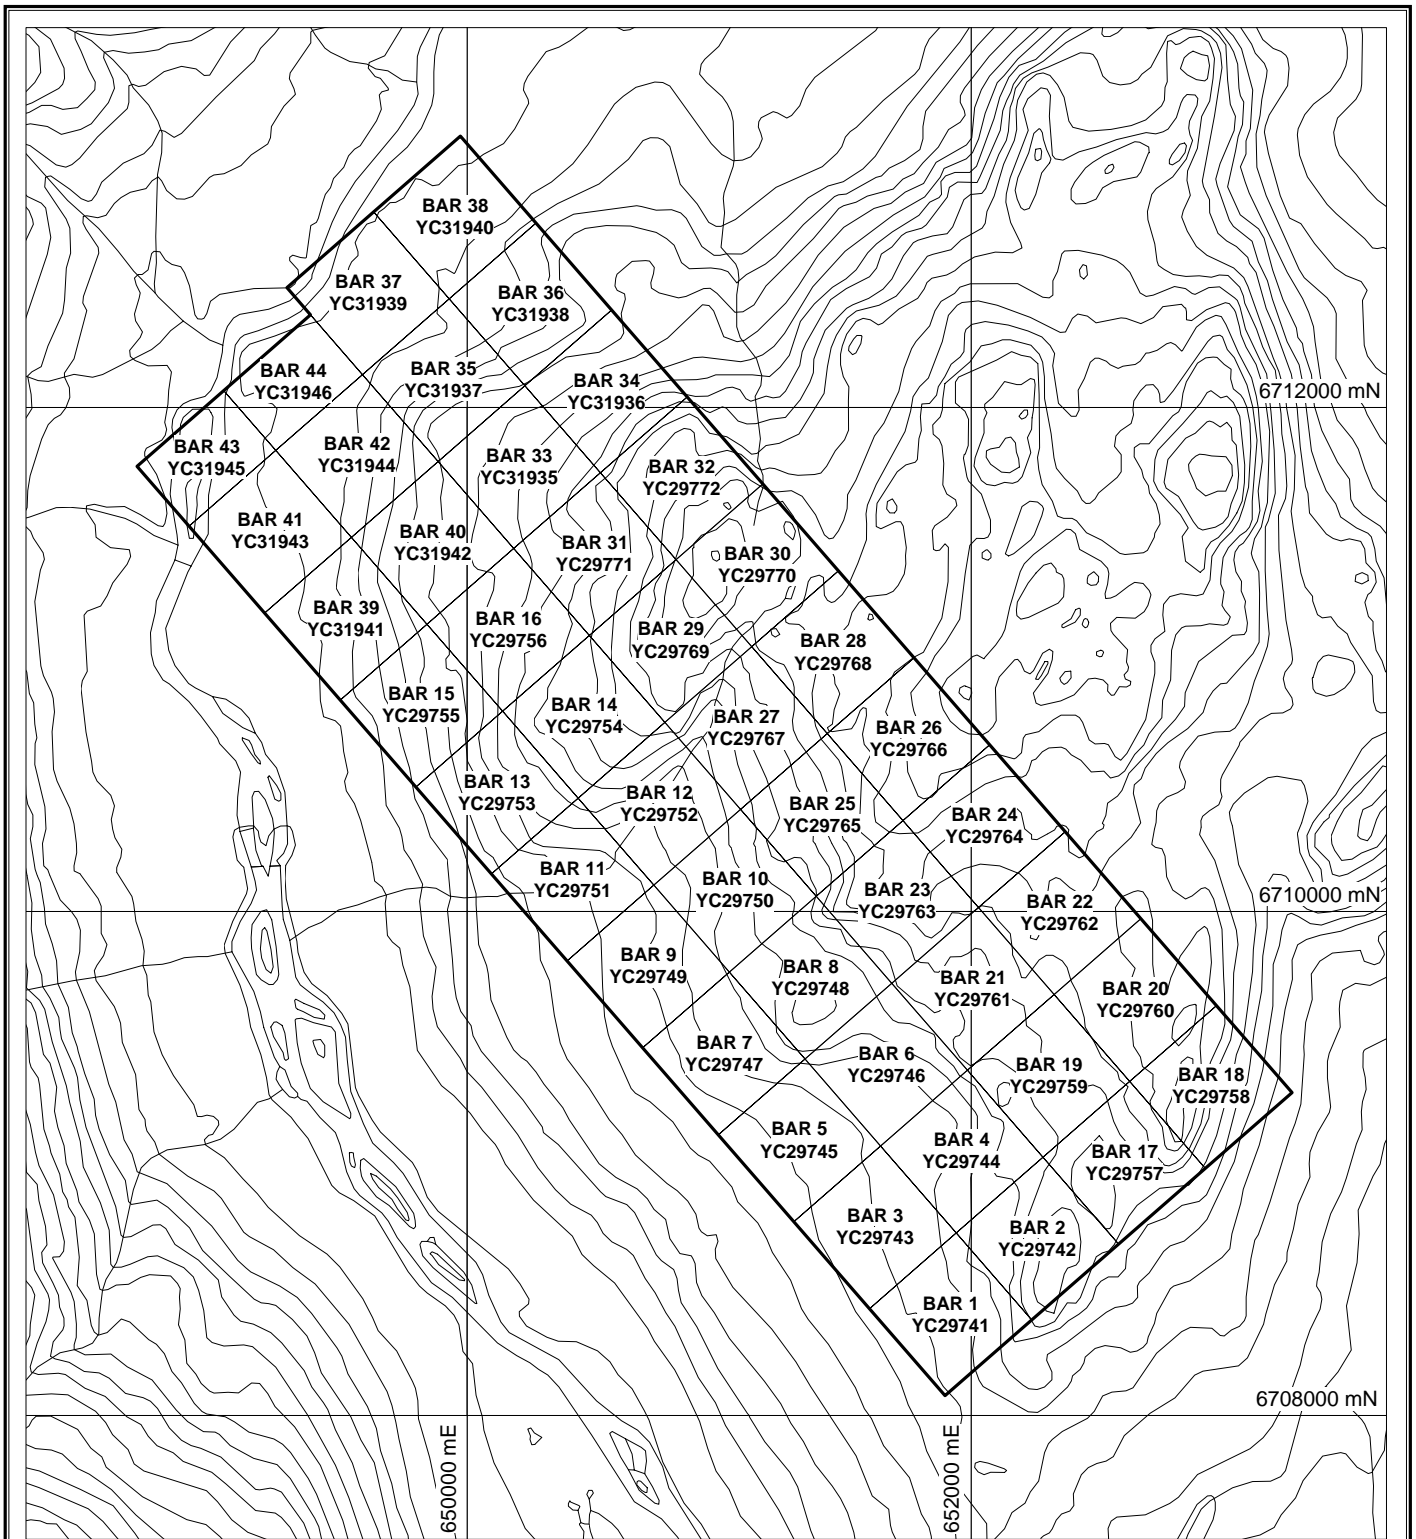 BAR 38
YC31940
BAR 37
YC31939
BAR 36
YC31938
BAR 44
YC31946
BAR 35
YC31937
BAR 34
YC31936
6712000 mN
BAR 43
YC31945
BAR 42
YC31944
BAR 33
YC31935
BAR 32
YC29772
BAR 41
YC31943
BAR 40
YC31942
BAR 31
YC29771
BAR 30
YC29770
BAR 39
YC31941
BAR 16
YC29756
BAR 29
YC29769
BAR 28
YC29768
BAR 15
YC29755
BAR 14
YC29754
BAR 27
YC29767
BAR 26
YC29766
BAR 13
YC29753
BAR 12
YC29752
BAR 25
YC29765
BAR 24
YC29764
BAR 11
YC29751
BAR 10
YC29750
BAR 23
YC29763
BAR 22
YC29762
6710000 mN
BAR 9
YC29749
BAR 8
YC29748
BAR 21
YC29761
BAR 20
YC29760
BAR 7
YC29747
BAR 6
YC29746
BAR 19
YC29759
BAR 18
YC29758
BAR 5
YC29745
BAR 4
YC29744
BAR 17
YC29757
BAR 3
YC29743
BAR 2
YC29742
BAR 1
YC29741
6708000 mN
650000 mE
652000 mE